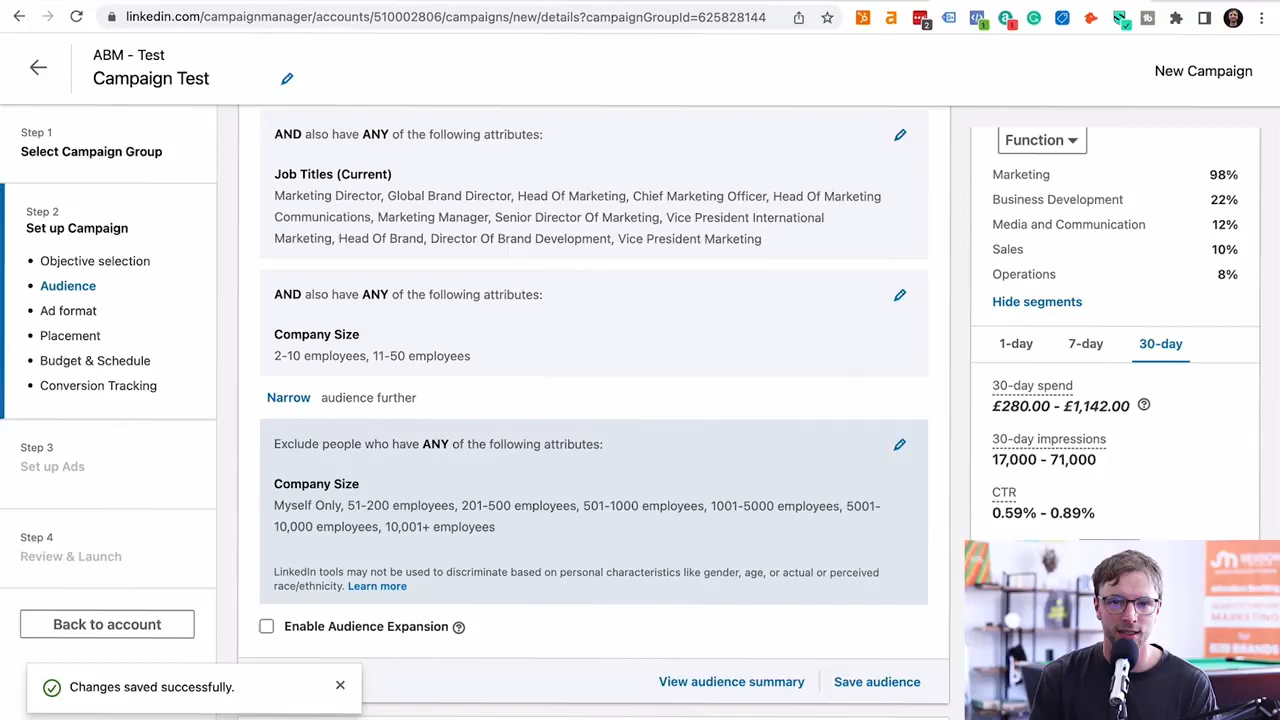 linkedin.com/campaignmanager/accounts/510002806/campaigns/new/details?campaignGroupId=625828144
2
1
1
ABM - Test
Campaign Test
New Campaign
Step 1
Select Campaign Group
Step 2
Set up Campaign
Objective selection
Audience
Ad format
Placement
Budget & Schedule
Conversion Tracking
Step 3
Set up Ads
Step 4
Review & Launch
Back to account
Changes saved successfully.
AND also have ANY of the following attributes:
Job Titles (Current)
Marketing Director, Global Brand Director, Head Of Marketing, Chief Marketing Officer, Head Of Marketing
Communications, Marketing Manager, Senior Director Of Marketing, Vice President International
Marketing, Head Of Brand, Director Of Brand Development, Vice President Marketing
AND also have ANY of the following attributes:
Company Size
2-10 employees, 11-50 employees
Narrow audience further
Exclude people who have ANY of the following attributes:
Company Size
Myself Only, 51-200 employees, 201-500 employees, 501-1000 employees, 1001-5000 employees, 5001-
10,000 employees, 10,001+ employees
LinkedIn tools may not be used to discriminate based on personal characteristics like gender, age, or actual or perceived
race/ethnicity. Learn more
Enable Audience Expansion
View audience summary
Save audience
Function
Marketing 98%
Business Development 22%
Media and Communication 12%
Sales 10%
Operations 8%
Hide segments
1-day 7-day 30-day
30-day spend
£280.00 - £1,142.00
30-day impressions
17,000 - 71,000
CTR
0.59% - 0.89%
MARKETING
for
B2B BRANDS